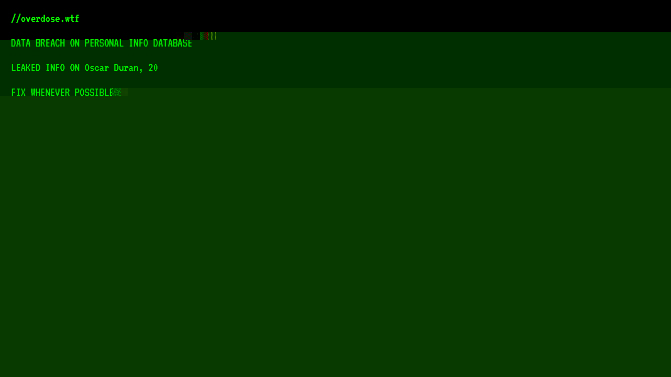 //overdose.wtf
DATA BREACH ON PERSONAL INFO DATABASE
LEAKED INFO ON Oscar Duran, 20
FIX WHENEVER POSSIBLE